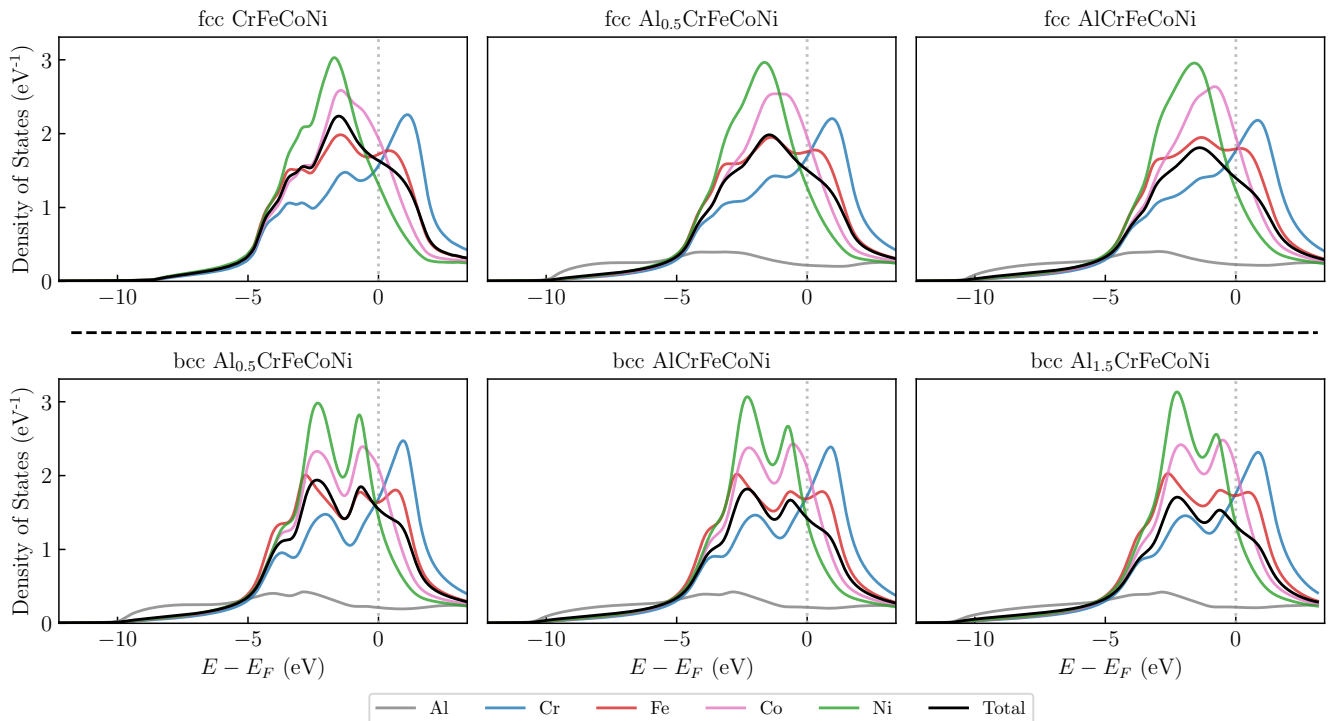 fcc CrFeCoNi
fcc Al₀.₅CrFeCoNi
fcc AlCrFeCoNi
Density of States (eV⁻¹)
3
2
1
0
−10 −5 0
−10 −5 0
−10 −5 0
bcc Al₀.₅CrFeCoNi
bcc AlCrFeCoNi
bcc Al₁.₅CrFeCoNi
Density of States (eV⁻¹)
3
2
1
0
−10 −5 0
−10 −5 0
−10 −5 0
E − E_F (eV)
E − E_F (eV)
E − E_F (eV)
Al Cr Fe Co Ni Total